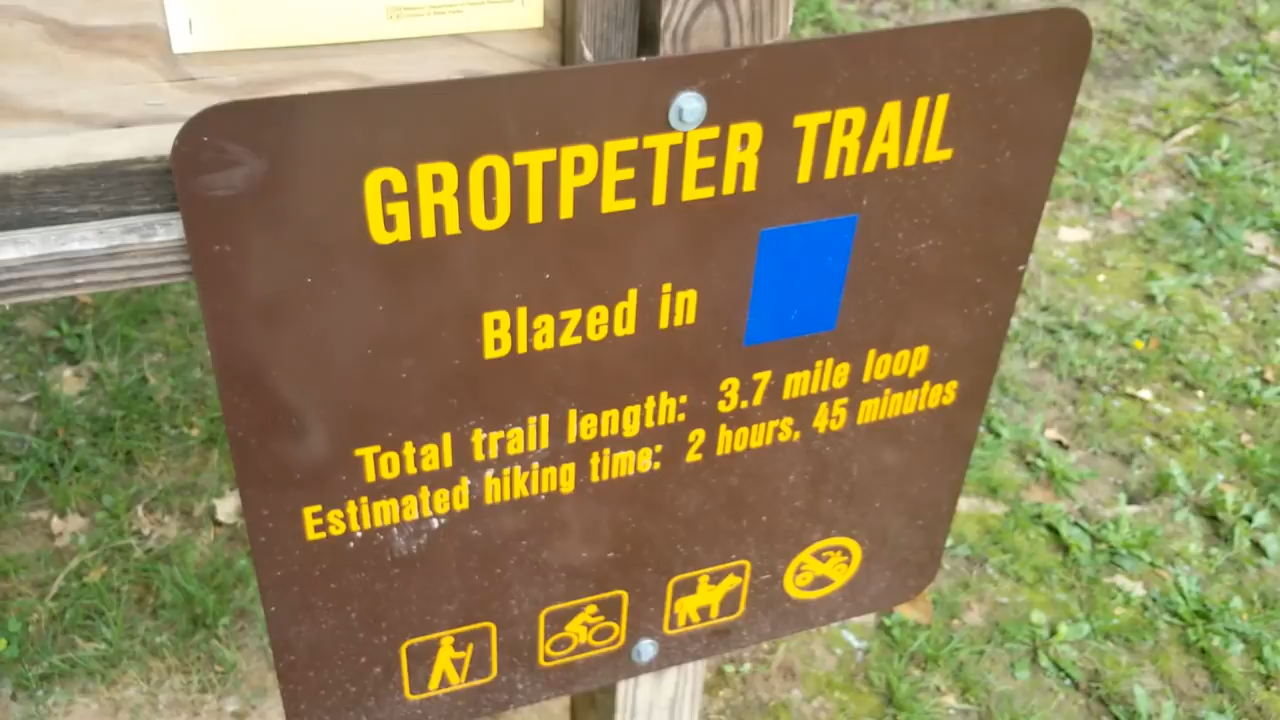 GROTPETER TRAIL
Blazed in
Total trail length: 3.7 mile loop
Estimated hiking time: 2 hours, 45 minutes